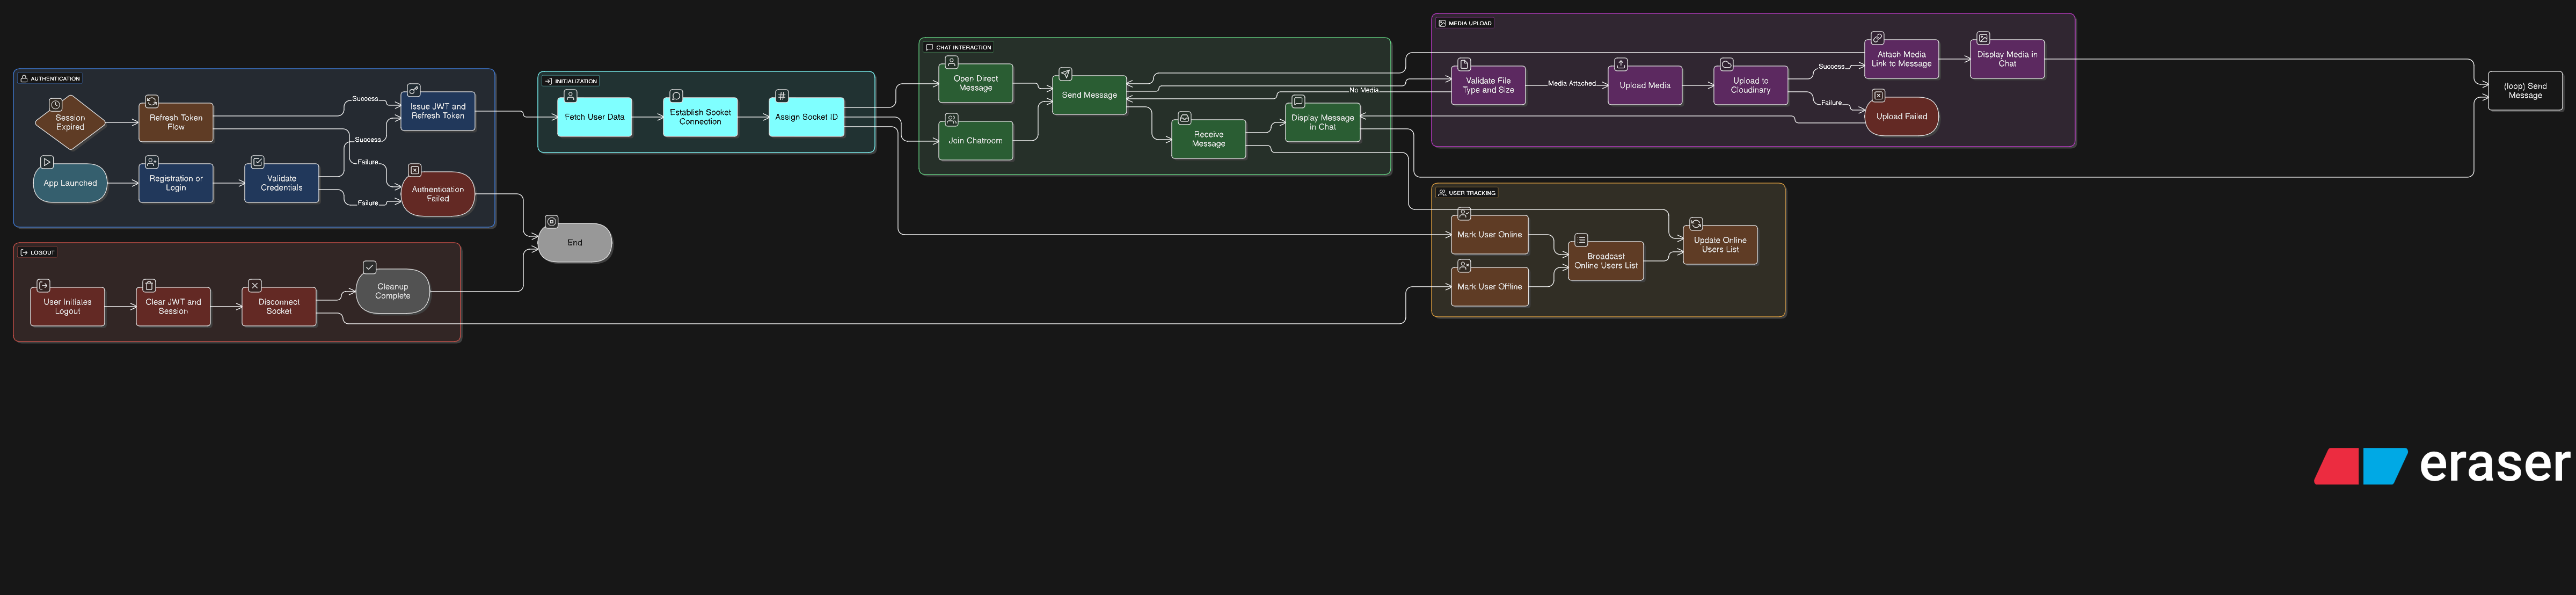 AUTHENTICATION
Session
Expired
Refresh Token
Flow
Success
Issue JWT and
Refresh Token
Success
Failure
App Launched
Registration or
Login
Validate
Credentials
Failure
Authentication
Failed
LOGOUT
User Initiates
Logout
Clear JWT and
Session
Disconnect
Socket
Cleanup
Complete
End
INITIALIZATION
Fetch User Data
Establish Socket
Connection
Assign Socket ID
CHAT INTERACTION
Open Direct
Message
Join Chatroom
Send Message
Receive
Message
Display Message
in Chat
No Media
MEDIA UPLOAD
Validate File
Type and Size
Media Attached
Upload Media
Upload to
Cloudinary
Success
Failure
Attach Media
Link to Message
Display Media in
Chat
Upload Failed
USER TRACKING
Mark User Online
Mark User Offline
Broadcast
Online Users List
Update Online
Users List
(loop) Send
Message
eraser